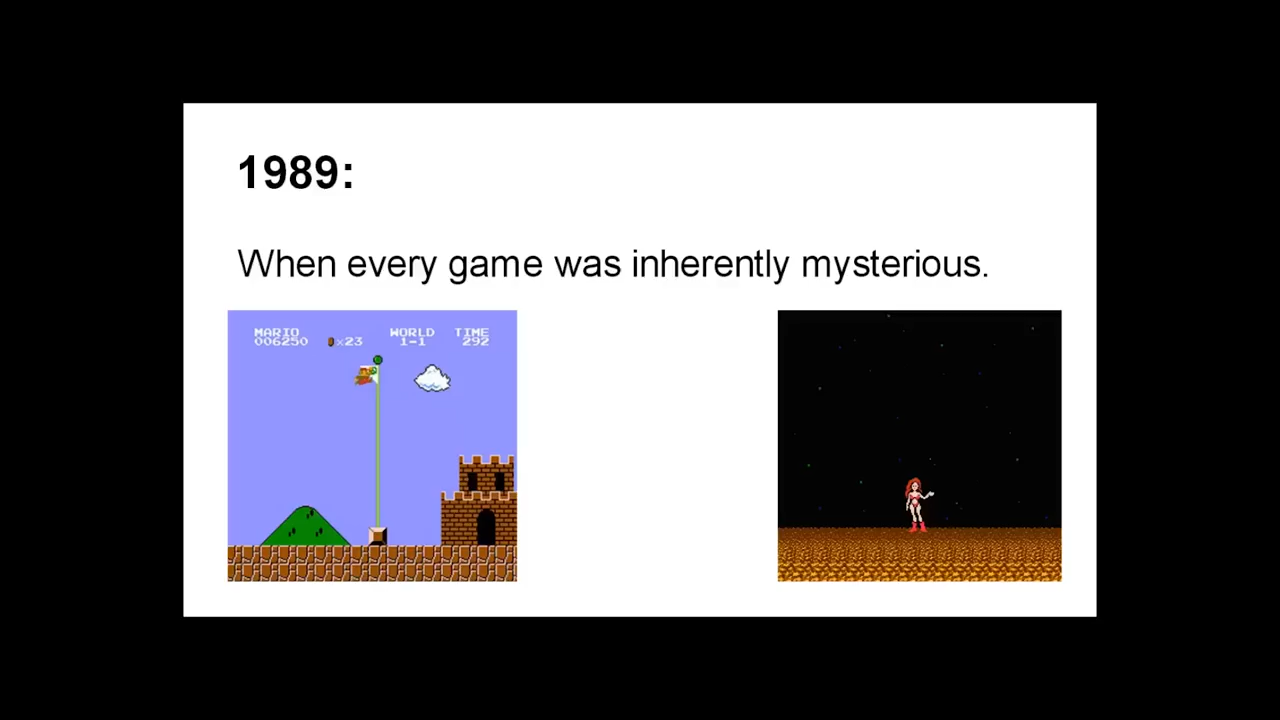 1989:
When every game was inherently mysterious.
MARIO WORLD TIME
006250 ×23 1-1 292